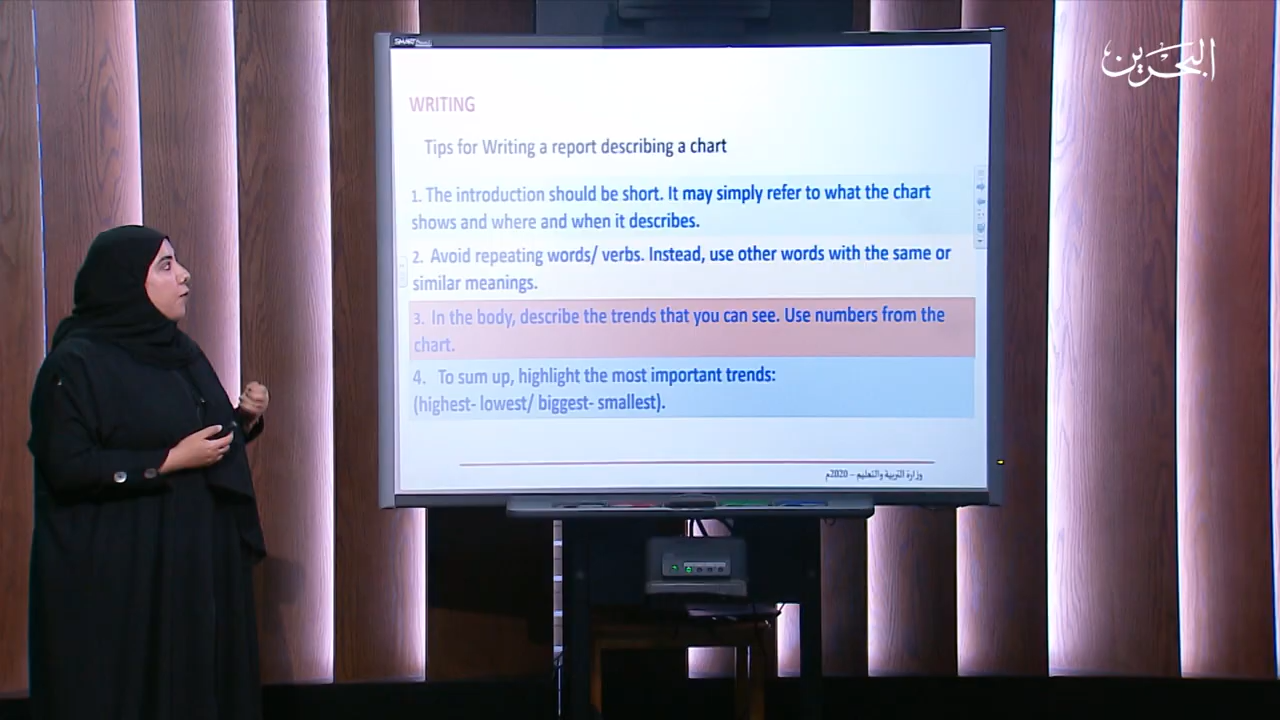 SMART
البحرين
WRITING
Tips for Writing a report describing a chart
1. The introduction should be short. It may simply refer to what the chart
shows and where and when it describes.
2. Avoid repeating words/ verbs. Instead, use other words with the same or
similar meanings.
3. In the body, describe the trends that you can see. Use numbers from the
chart.
4. To sum up, highlight the most important trends:
(highest- lowest/ biggest- smallest).
وزارة التربية والتعليم – 2020م